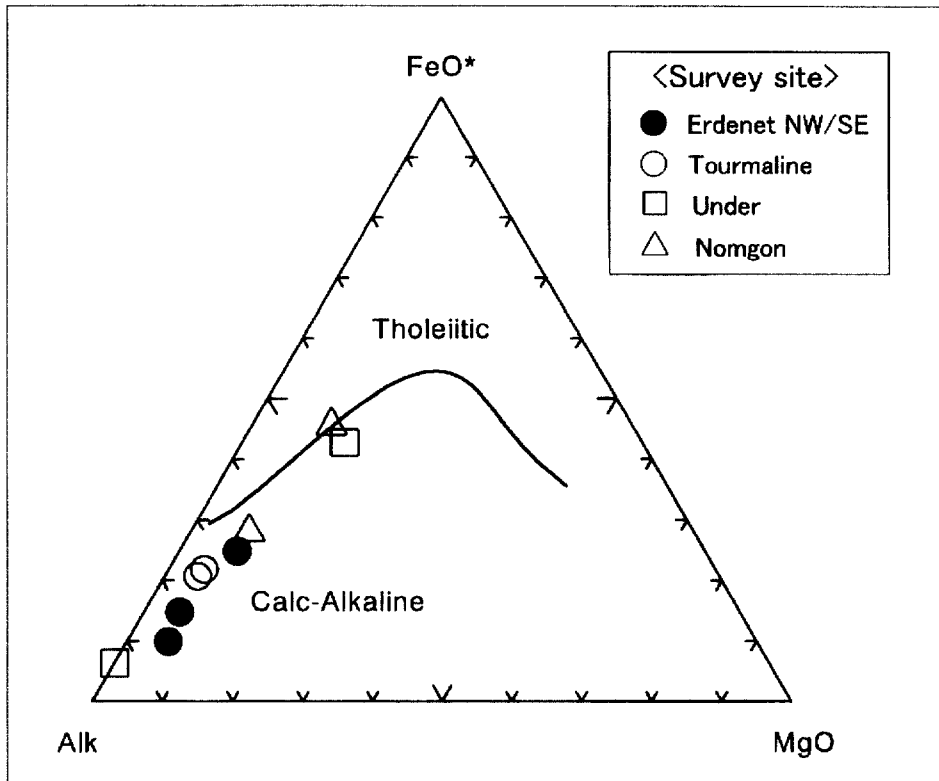 FeO*
<Survey site>
Erdenet NW/SE
Tourmaline
Under
Nomgon
Tholeiitic
Calc-Alkaline
Alk
MgO